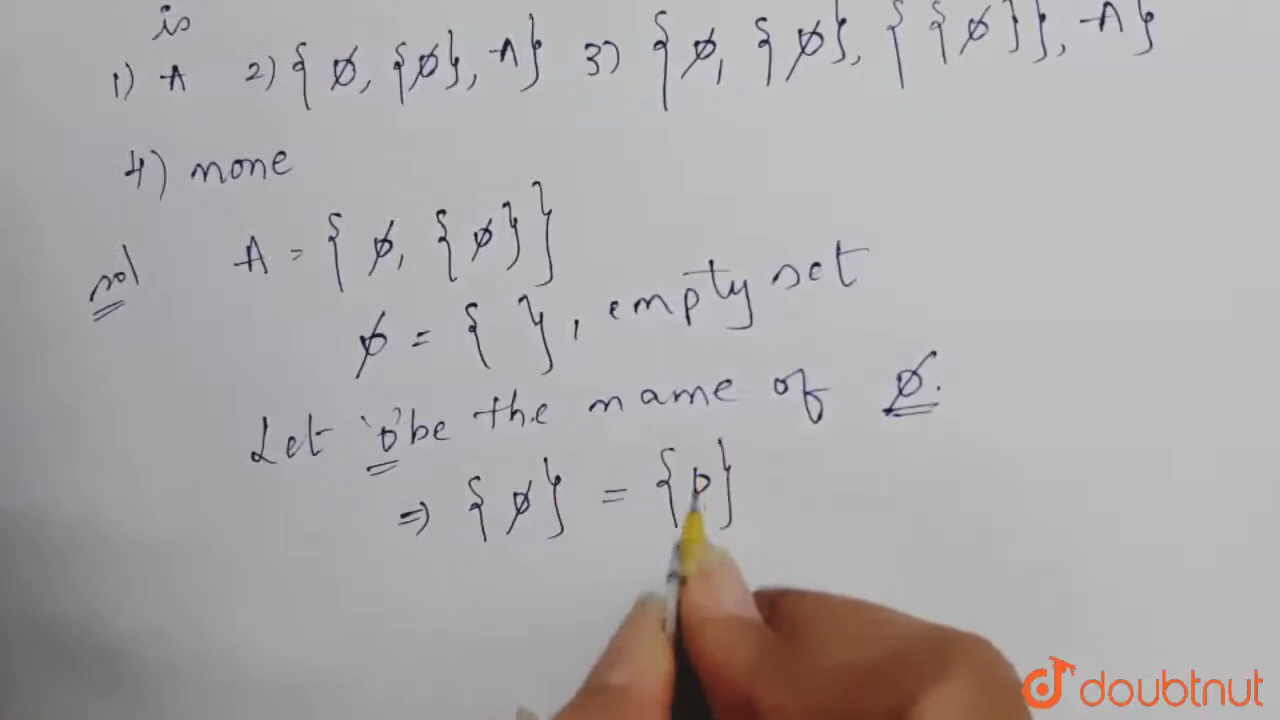 is
1) A 2) {ϕ, {ϕ}, A} 3) {ϕ, {ϕ}, {{ϕ}}, A}
4) none
sol A = {ϕ, {ϕ}}
ϕ = { }, empty set
Let 'o' be the name of ϕ.
⇒ {ϕ} = {o}
doubtnut